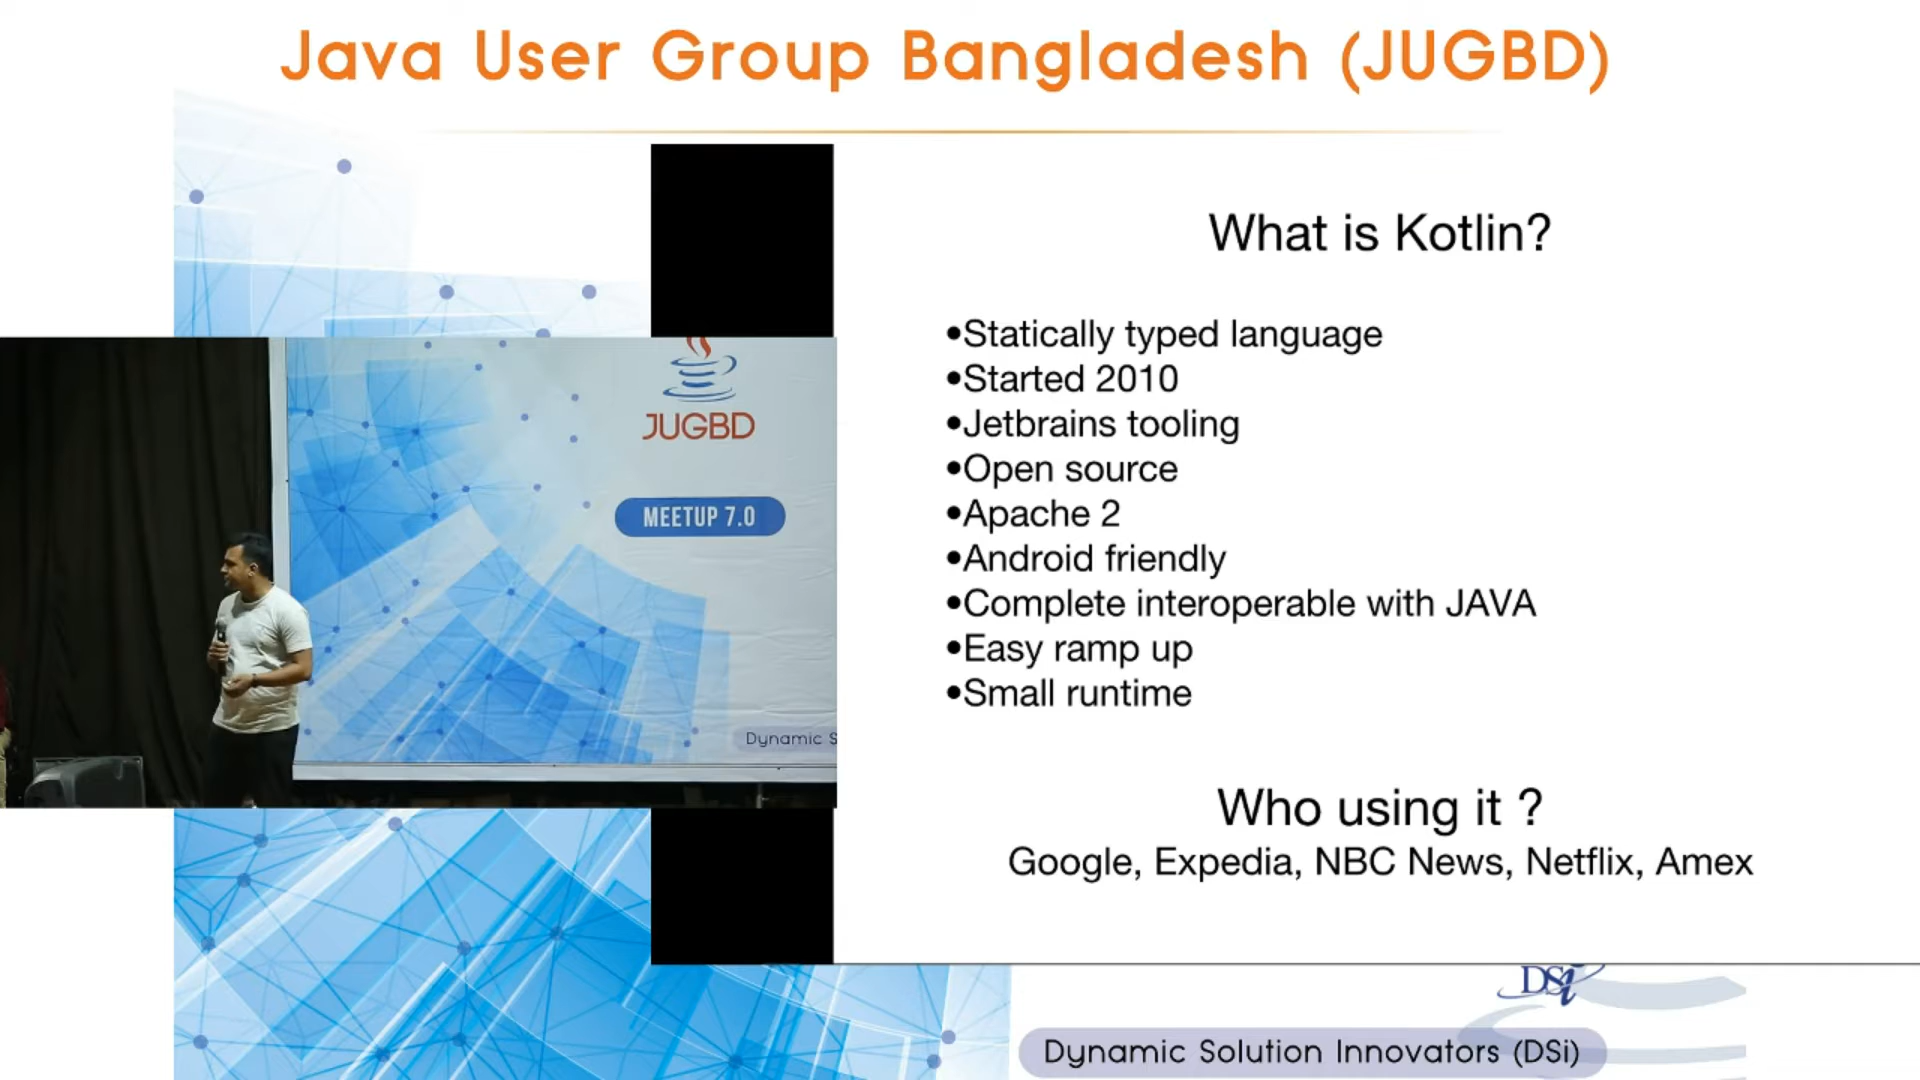 Java User Group Bangladesh (JUGBD)
JUGBD
MEETUP 7.0
Dynamic S
What is Kotlin?
•Statically typed language
•Started 2010
•Jetbrains tooling
•Open source
•Apache 2
•Android friendly
•Complete interoperable with JAVA
•Easy ramp up
•Small runtime
Who using it ?
Google, Expedia, NBC News, Netflix, Amex
DSi
Dynamic Solution Innovators (DSi)